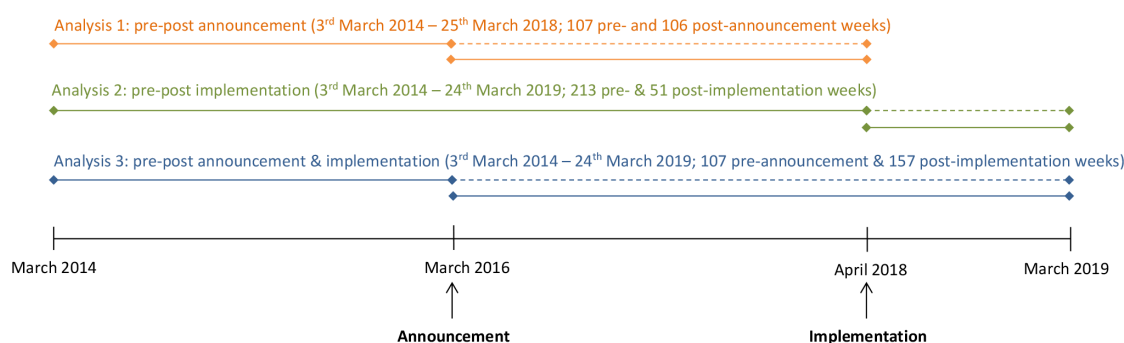 Analysis 1: pre-post announcement (3rd March 2014 – 25th March 2018; 107 pre- and 106 post-announcement weeks)
Analysis 2: pre-post implementation (3rd March 2014 – 24th March 2019; 213 pre- & 51 post-implementation weeks)
Analysis 3: pre-post announcement & implementation (3rd March 2014 – 24th March 2019; 107 pre-announcement & 157 post-implementation weeks)
March 2014 March 2016 April 2018 March 2019
Announcement Implementation